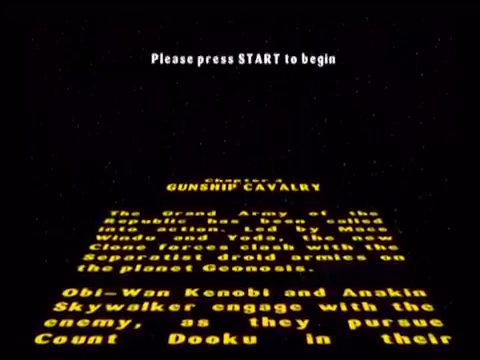 Please press START to begin
Chapter 4
GUNSHIP CAVALRY
The Grand Army of the
Republic has been called
into action. Led by Mace
Windu and Yoda, the new
Clone forces clash with the
Separatist droid armies on
the planet Geonosis.
Obi-Wan Kenobi and Anakin
Skywalker engage with the
enemy, as they pursue
Count Dooku in their